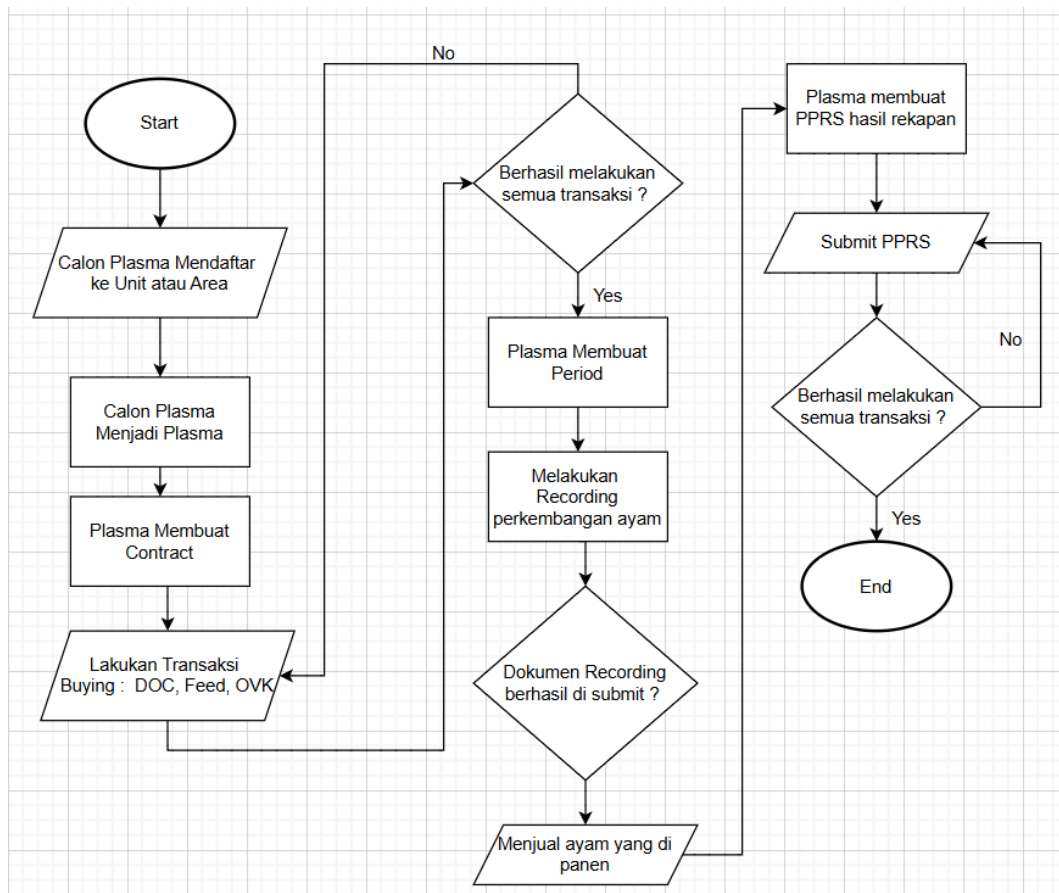 Start
Calon Plasma Mendaftar
ke Unit atau Area
Calon Plasma
Menjadi Plasma
Plasma Membuat
Contract
Lakukan Transaksi
Buying : DOC, Feed, OVK
No
Berhasil melakukan
semua transaksi ?
Yes
Plasma Membuat
Period
Melakukan
Recording
perkembangan ayam
Dokumen Recording
berhasil di submit ?
Menjual ayam yang di
panen
Plasma membuat
PPRS hasil rekapan
Submit PPRS
No
Berhasil melakukan
semua transaksi ?
Yes
End